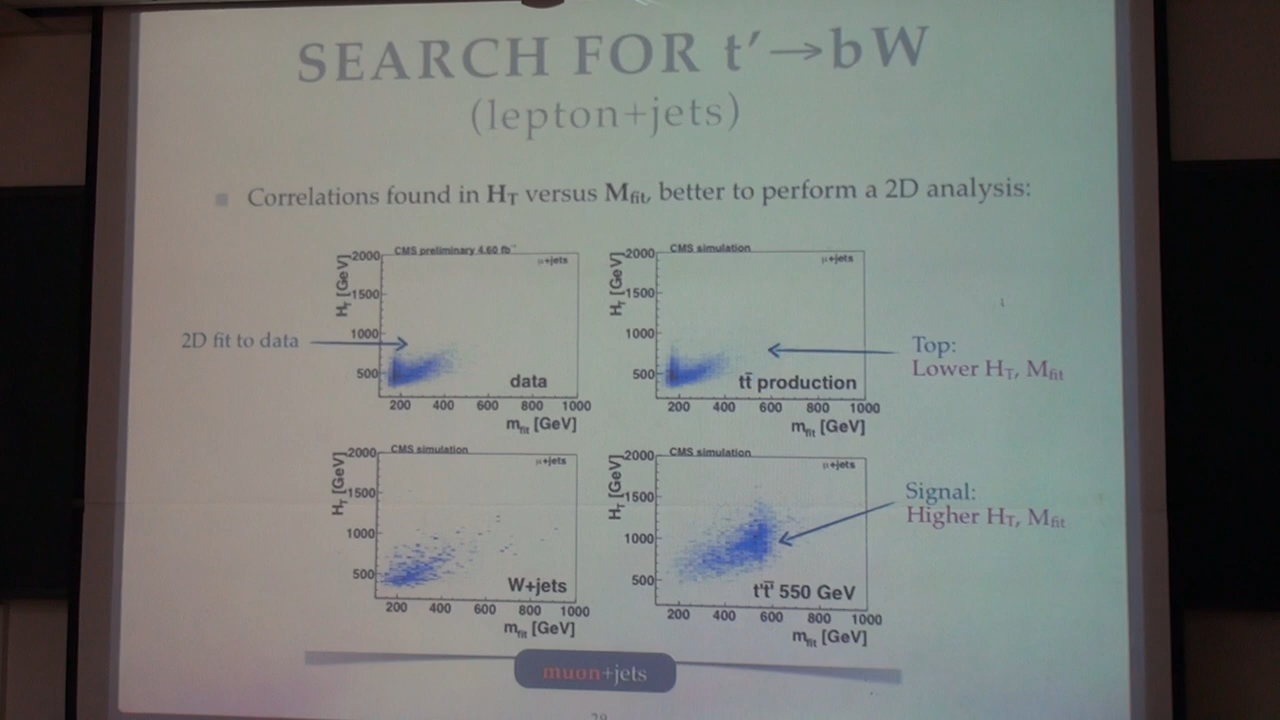 SEARCH FOR t′→bW
(lepton+jets)
Correlations found in H_T versus M_fit, better to perform a 2D analysis:
CMS preliminary 4.60 fb⁻
μ+jets
H_T [GeV]
2000
1500
1000
500
200 400 600 800 1000
m_fit [GeV]
data
2D fit to data
CMS simulation
μ+jets
H_T [GeV]
2000
1500
1000
500
200 400 600 800 1000
m_fit [GeV]
tt̄ production
Top:
Lower H_T, M_fit
CMS simulation
μ+jets
H_T [GeV]
2000
1500
1000
500
200 400 600 800 1000
m_fit [GeV]
W+jets
CMS simulation
μ+jets
H_T [GeV]
2000
1500
1000
500
200 400 600 800 1000
m_fit [GeV]
t't̄' 550 GeV
Signal:
Higher H_T, M_fit
muon+jets